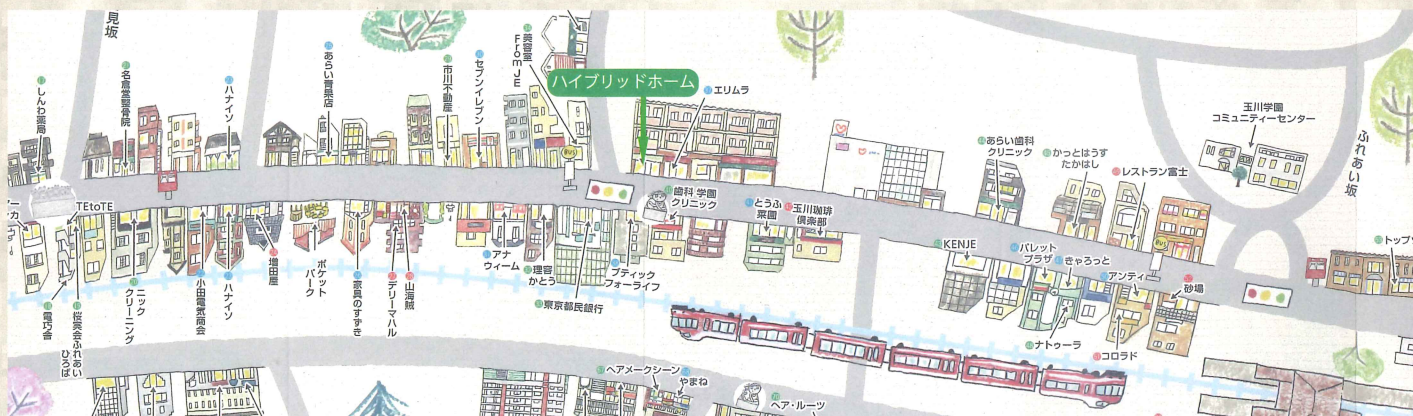 見坂
しんわ薬局
名倉堂整骨院
ハナイソ
あらい青果店
市川不動産
セブンイレブン
美容室
From JE
ハイブリッドホーム
エリムラ
BUS
玉川学園
コミュニティーセンター
ふれあい坂
あらい歯科
クリニック
かっとはうす
たかはし
レストラン富士
TEtoTE
歯科 学園
クリニック
とうふ
菜園
玉川珈琲
倶楽部
KENJE
パレット
プラザ
きゃろっと
アンティ
BUS
砂場
トップ
電巧舎
桜実会ふれあい
ひろば
ニック
クリーニング
小田電気商会
ハナイソ
増田屋
ポケット
パーク
家具のすずき
デリーマハル
山海賊
アナ
ウィーム
理容
かとう
東京都民銀行
ブティック
フォーライフ
ナトゥーラ
コロラド
ヘアメークシーン
やまね
ヘア・ルーツ